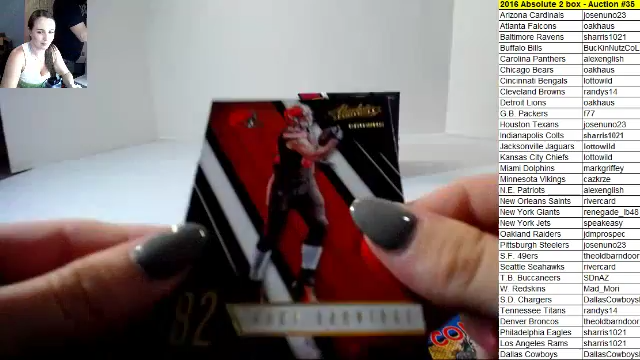 2016 Absolute 2 box - Auction #35
Arizona Cardinals josenuno23
Atlanta Falcons oakhaus
Baltimore Ravens sharris1021
Buffalo Bills BucKinNutzCoL
Carolina Panthers alexenglish
Chicago Bears oakhaus
Cincinnati Bengals lottowild
Cleveland Browns randys14
Detroit Lions oakhaus
G.B. Packers f77
Houston Texans josenuno23
Indianapolis Colts sharris1021
Jacksonville Jaguars lottowild
Kansas City Chiefs lottowild
Miami Dolphins markgriffey
Minnesota Vikings cazkrze
N.E. Patriots alexenglish
New Orleans Saints rivercard
New York Giants renegade_lb48
New York Jets speakeasy
Oakland Raiders jdmprosec
Pittsburgh Steelers josenuno23
S.F. 49ers theoldbarndoor
Seattle Seahawks rivercard
T.B. Buccaneers SDnAZ
W. Redskins Mad_Mori
S.D. Chargers DallasCowboys
Tennessee Titans randys14
Denver Broncos theoldbarndoor
Philadelphia Eagles sharris1021
Los Angeles Rams sharris1021
Dallas Cowboys DallasCowboys
Absolute
82